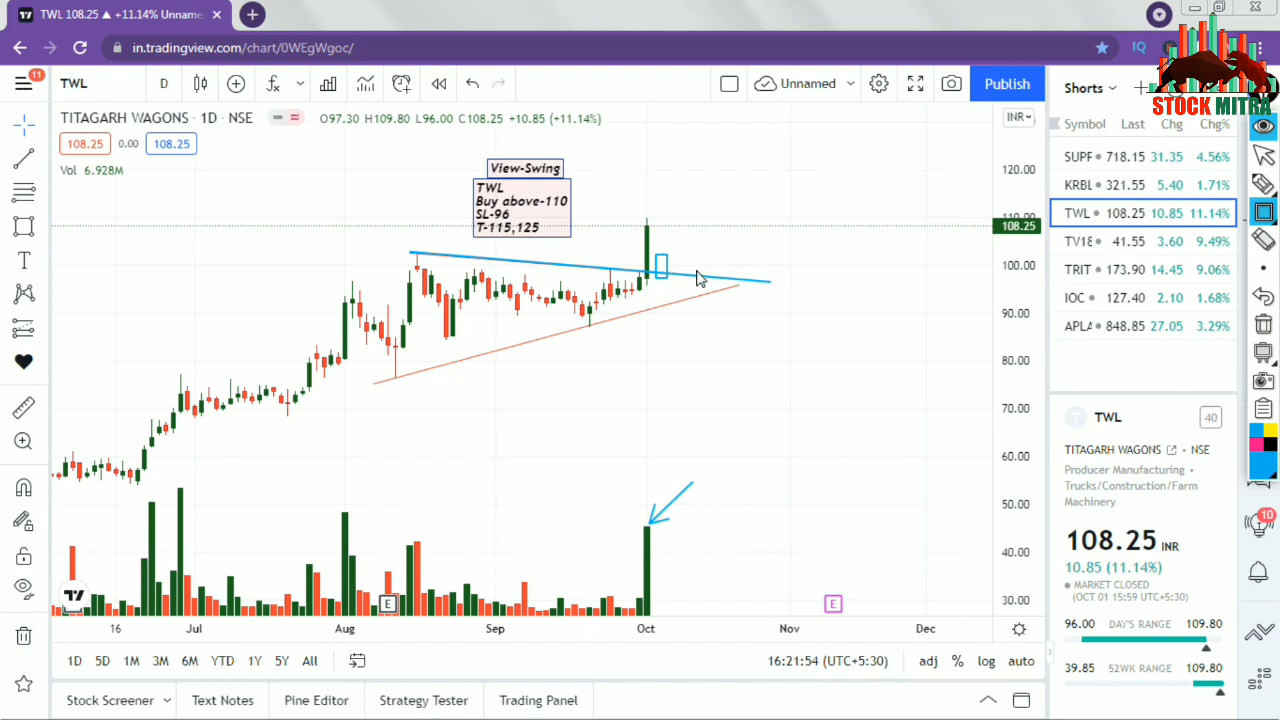 TWL 108.25 ▲ +11.14% Unname
in.tradingview.com/chart/0WEgWgoc/
IQ
11
TWL
D
Unnamed
Publish
Shorts
STOCK MITRA
TITAGARH WAGONS · 1D · NSE
O97.30 H109.80 L96.00 C108.25 +10.85 (+11.14%)
INR
108.25 0.00 108.25
Vol 6.928M
View-Swing
TWL
Buy above-110
SL-96
T-115,125
120.00
110.00
108.25
100.00
90.00
80.00
70.00
60.00
50.00
40.00
30.00
E
E
16 Jul Aug Sep Oct Nov Dec
1D 5D 1M 3M 6M YTD 1Y 5Y All
16:21:54 (UTC+5:30)
adj % log auto
Stock Screener
Text Notes
Pine Editor
Strategy Tester
Trading Panel
Symbol Last Chg Chg%
SUPF 718.15 31.35 4.56%
KRBL 321.55 5.40 1.71%
TWL 108.25 10.85 11.14%
TV18 41.55 3.60 9.49%
TRIT 173.90 14.45 9.06%
IOC 127.40 2.10 1.68%
APLA 848.85 27.05 3.29%
T TWL
40
TITAGARH WAGONS • NSE
Producer Manufacturing •
Trucks/Construction/Farm
Machinery
108.25 INR
10.85 (11.14%)
MARKET CLOSED
(OCT 01 15:59 UTC+5:30)
96.00 DAY'S RANGE 109.80
39.85 52WK RANGE 109.80
10